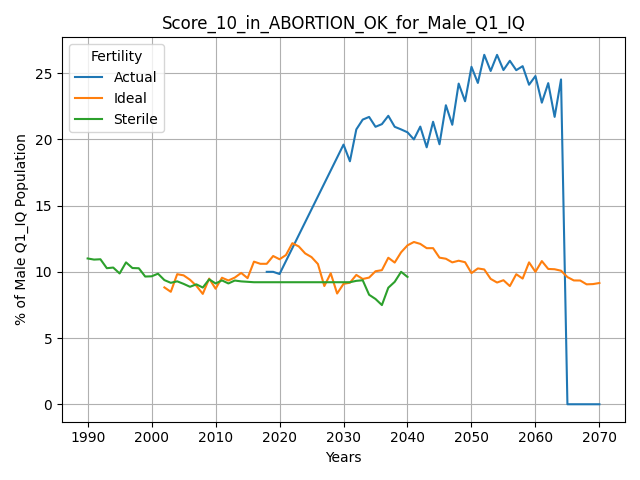 Score_10_in_ABORTION_OK_for_Male_Q1_IQ
Fertility
Actual
Ideal
Sterile
% of Male Q1_IQ Population
25
20
15
10
5
0
1990 2000 2010 2020 2030 2040 2050 2060 2070
Years